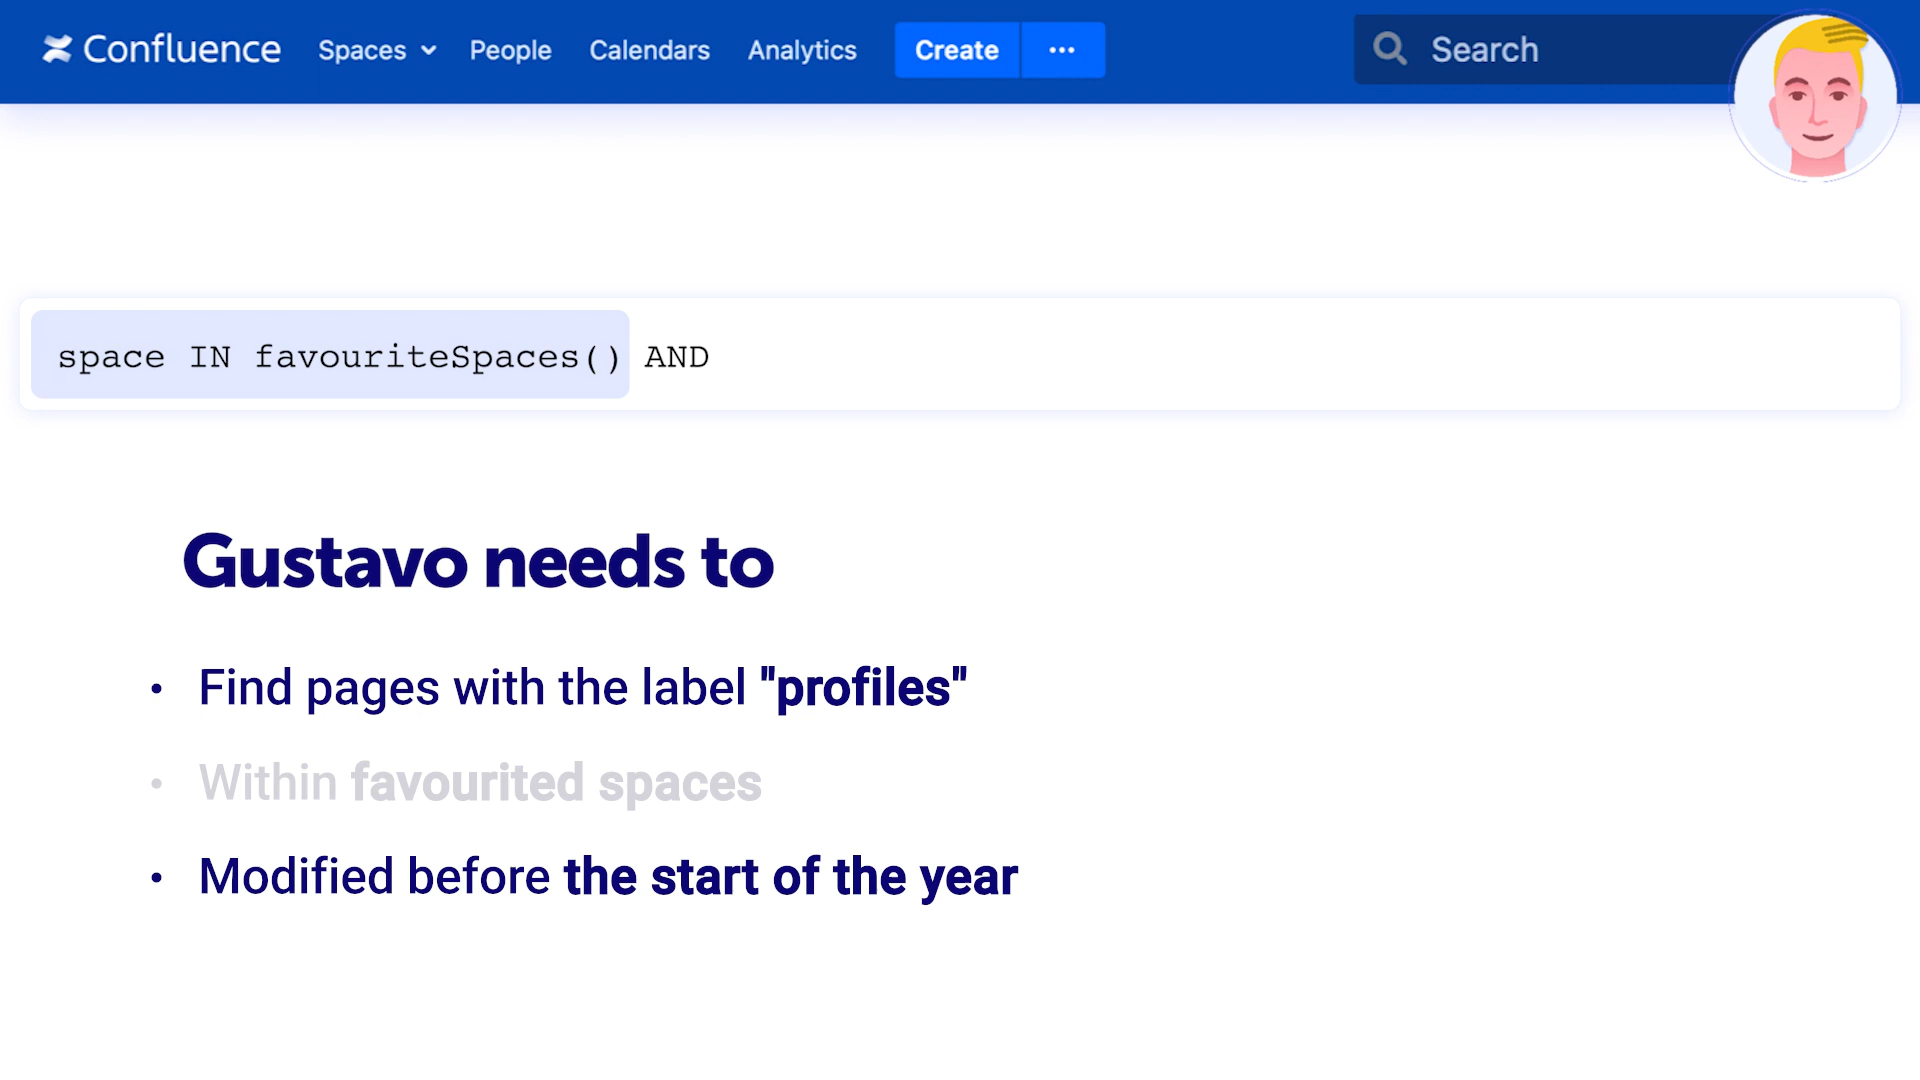 Confluence Spaces People Calendars Analytics Create ... Search
space IN favouriteSpaces() AND
Gustavo needs to
• Find pages with the label "profiles"
• Within favourited spaces
• Modified before the start of the year